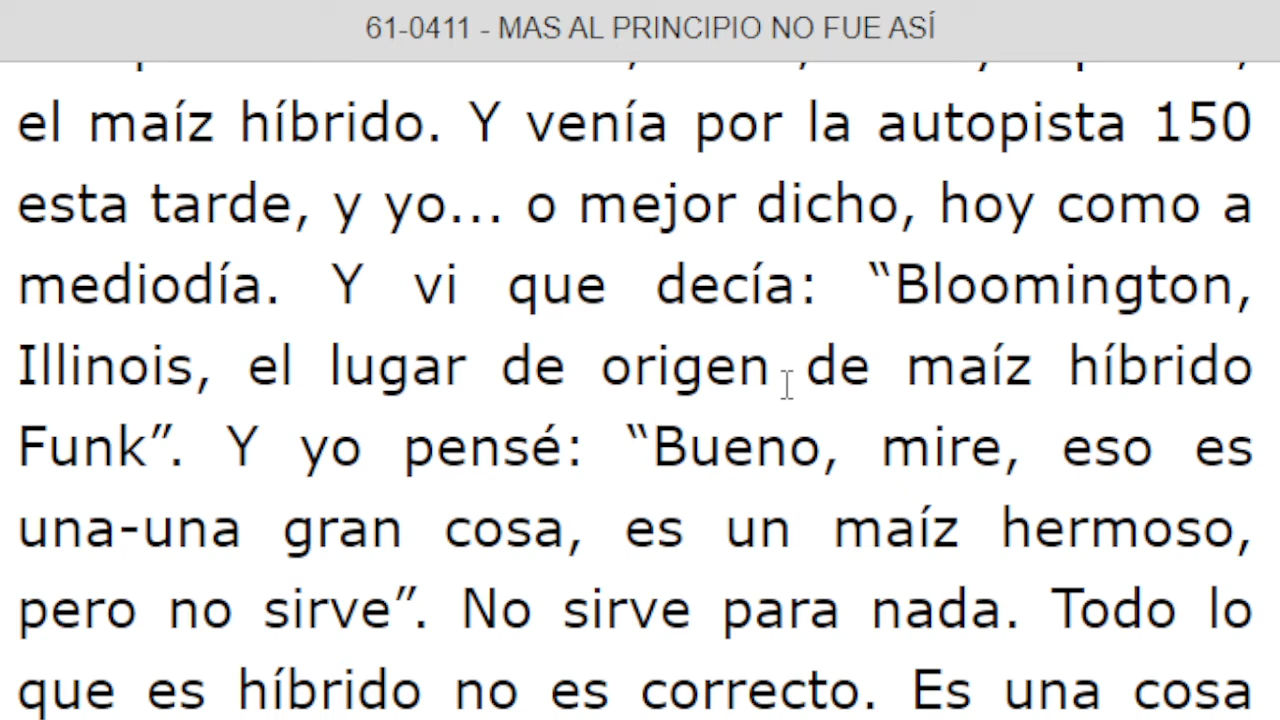 61-0411 - MAS AL PRINCIPIO NO FUE ASÍ
el maíz híbrido. Y venía por la autopista 150
esta tarde, y yo... o mejor dicho, hoy como a
mediodía. Y vi que decía: “Bloomington,
Illinois, el lugar de origen de maíz híbrido
Funk”. Y yo pensé: “Bueno, mire, eso es
una-una gran cosa, es un maíz hermoso,
pero no sirve”. No sirve para nada. Todo lo
que es híbrido no es correcto. Es una cosa